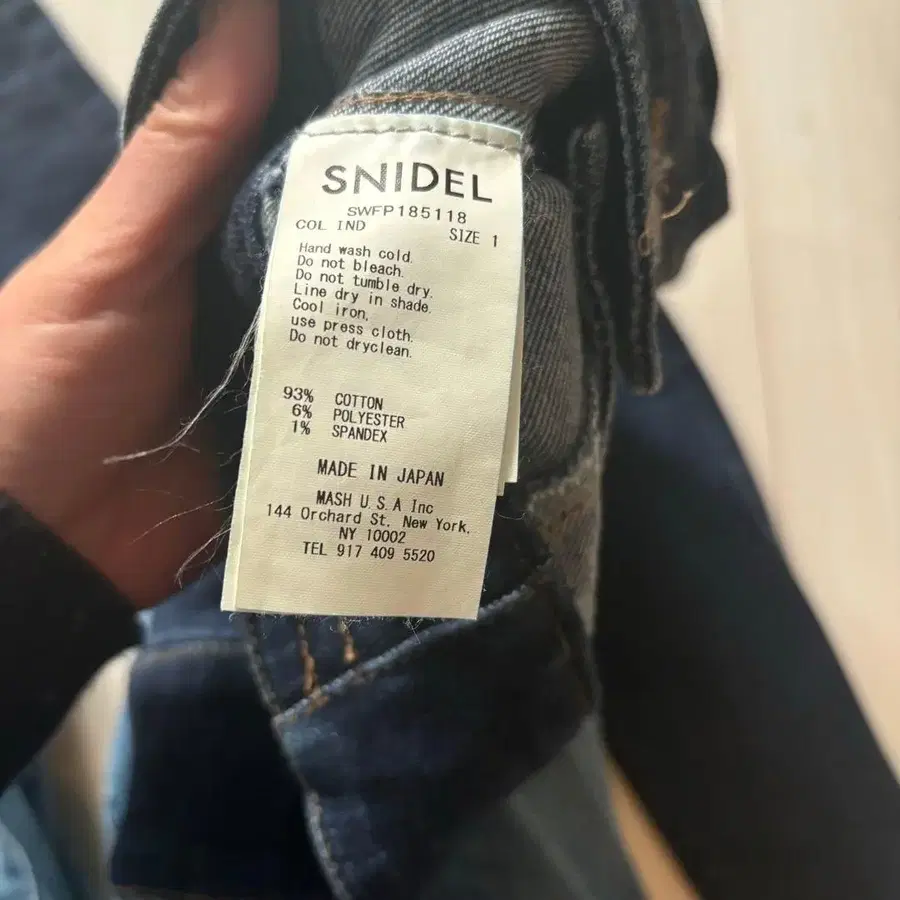 SNIDEL
SWFP185118
COL IND SIZE 1
Hand wash cold.
Do not bleach.
Do not tumble dry.
Line dry in shade.
Cool iron,
use press cloth.
Do not dryclean.
93% COTTON
6% POLYESTER
1% SPANDEX
MADE IN JAPAN
MASH U.S.A Inc
144 Orchard St, New York,
NY 10002
TEL 917 409 5520